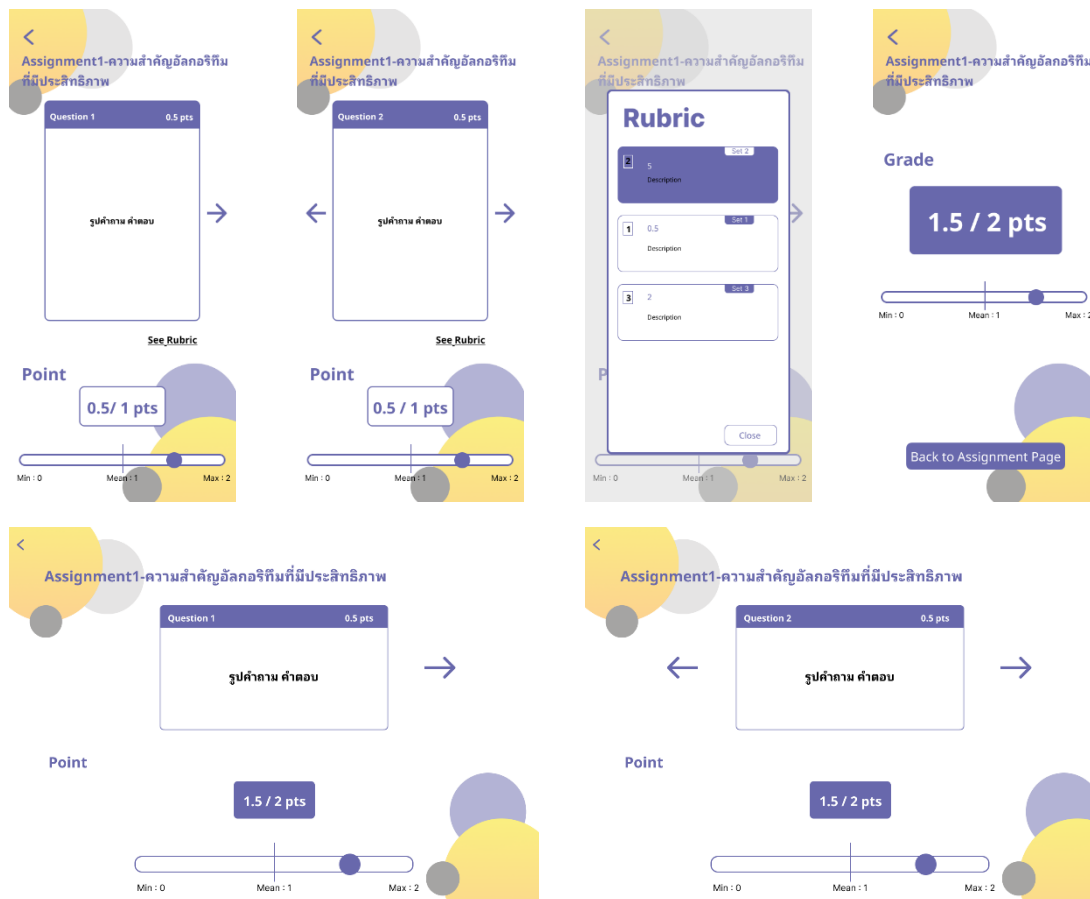 Assignment1-ความสำคัญอัลกอริทึม
ที่มีประสิทธิภาพ
Question 1 0.5 pts
รูปคำถาม คำตอบ
See Rubric
Point
0.5/ 1 pts
Min : 0 Mean : 1 Max : 2
Assignment1-ความสำคัญอัลกอริทึม
ที่มีประสิทธิภาพ
Question 2 0.5 pts
รูปคำถาม คำตอบ
See Rubric
Point
0.5 / 1 pts
Min : 0 Mean : 1 Max : 2
Assignment1-ความสำคัญอัลกอริทึม
ที่มีประสิทธิภาพ
Rubric
Set 2
2 5
Description
Set 1
1 0.5
Description
Set 3
3 2
Description
Close
P
Min : 0 Mean : 1 Max : 2
Assignment1-ความสำคัญอัลกอริทึม
ที่มีประสิทธิภาพ
Grade
1.5 / 2 pts
Min : 0 Mean : 1 Max : 2
Back to Assignment Page
Assignment1-ความสำคัญอัลกอริทึมที่มีประสิทธิภาพ
Question 1 0.5 pts
รูปคำถาม คำตอบ
Point
1.5 / 2 pts
Min : 0 Mean : 1 Max : 2
Assignment1-ความสำคัญอัลกอริทึมที่มีประสิทธิภาพ
Question 2 0.5 pts
รูปคำถาม คำตอบ
Point
1.5 / 2 pts
Min : 0 Mean : 1 Max : 2